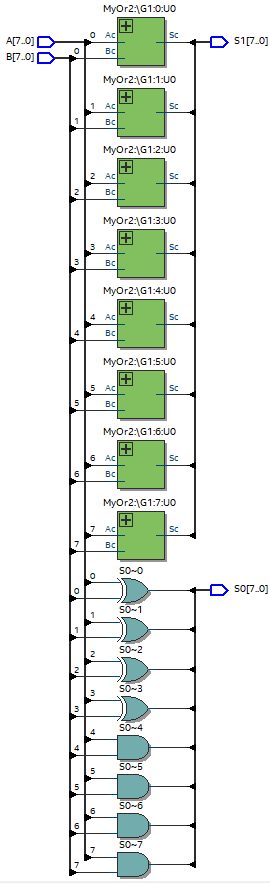 MyOr2:\G1:0:U0
A[7..0] 0 Ac Sc S1[7..0]
B[7..0] 0 Bc
MyOr2:\G1:1:U0
1 Ac Sc
1 Bc
MyOr2:\G1:2:U0
2 Ac Sc
2 Bc
MyOr2:\G1:3:U0
3 Ac Sc
3 Bc
MyOr2:\G1:4:U0
4 Ac Sc
4 Bc
MyOr2:\G1:5:U0
5 Ac Sc
5 Bc
MyOr2:\G1:6:U0
6 Ac Sc
6 Bc
MyOr2:\G1:7:U0
7 Ac Sc
7 Bc
S0~0
0 S0[7..0]
0
S0~1
1
1
S0~2
2
2
S0~3
3
3
S0~4
4
4
S0~5
5
5
S0~6
6
6
S0~7
7
7